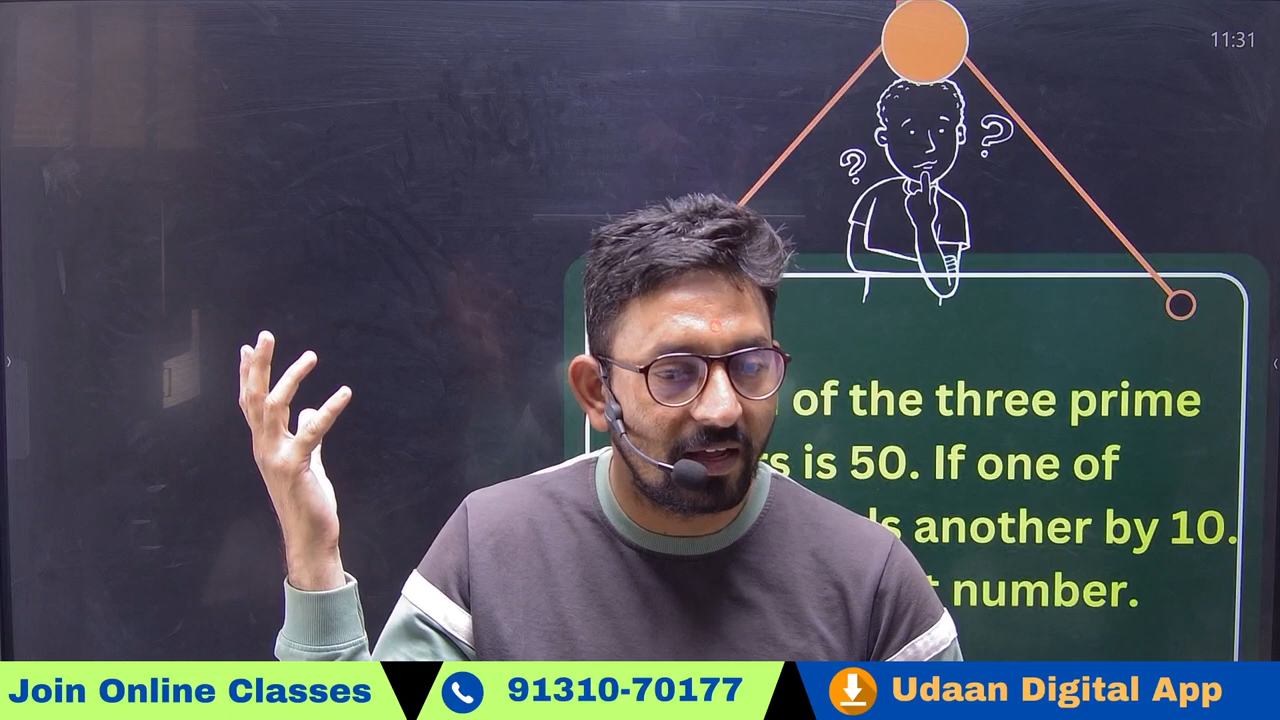 11:31
? ?
of the three prime
is 50. If one of
another by 10.
number.
Join Online Classes
91310-70177
Udaan Digital App